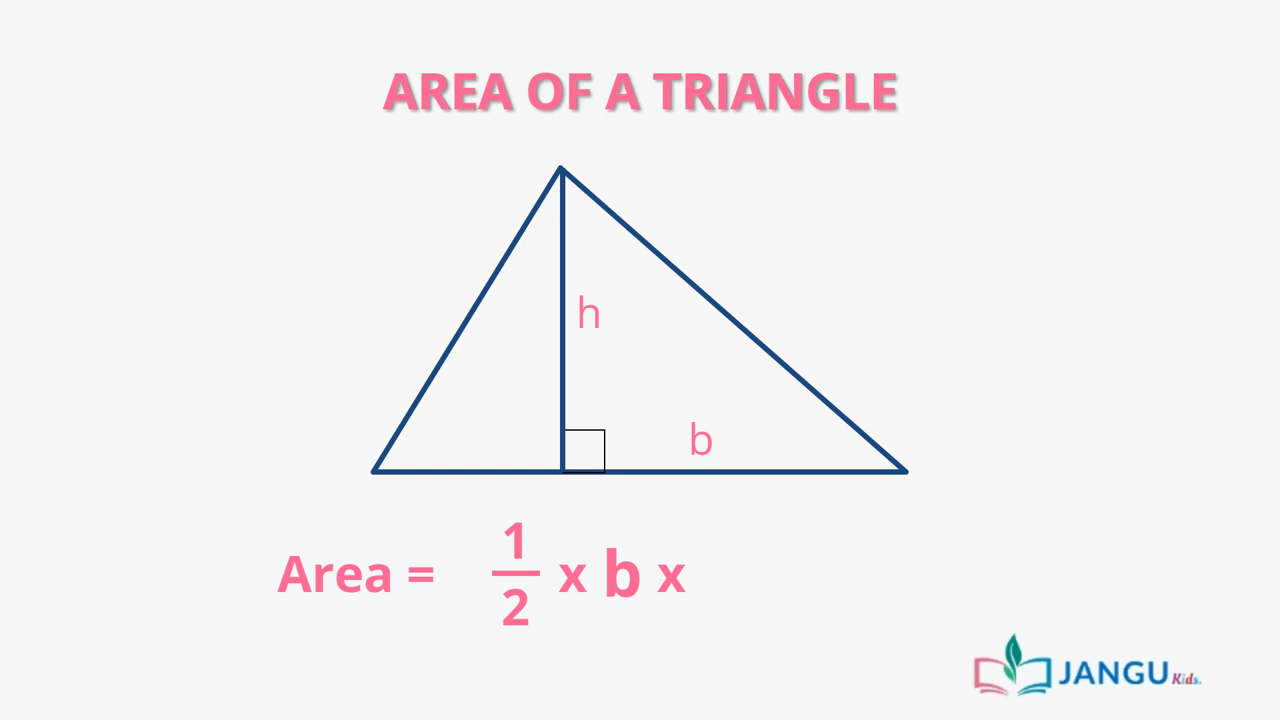 AREA OF A TRIANGLE
h
b
Area = 1/2 x b x
JANGU Kids.